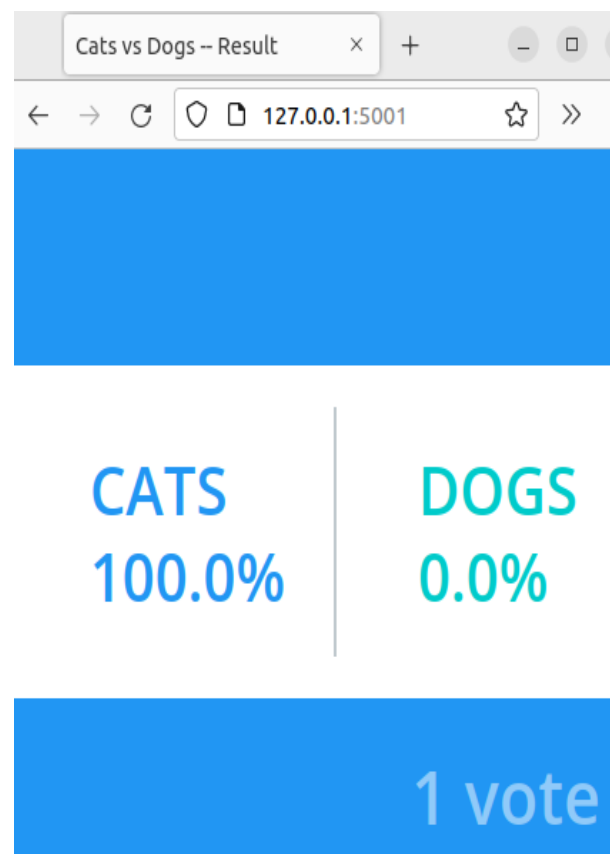 Cats vs Dogs -- Result
127.0.0.1:5001
CATS
100.0%
DOGS
0.0%
1 vote